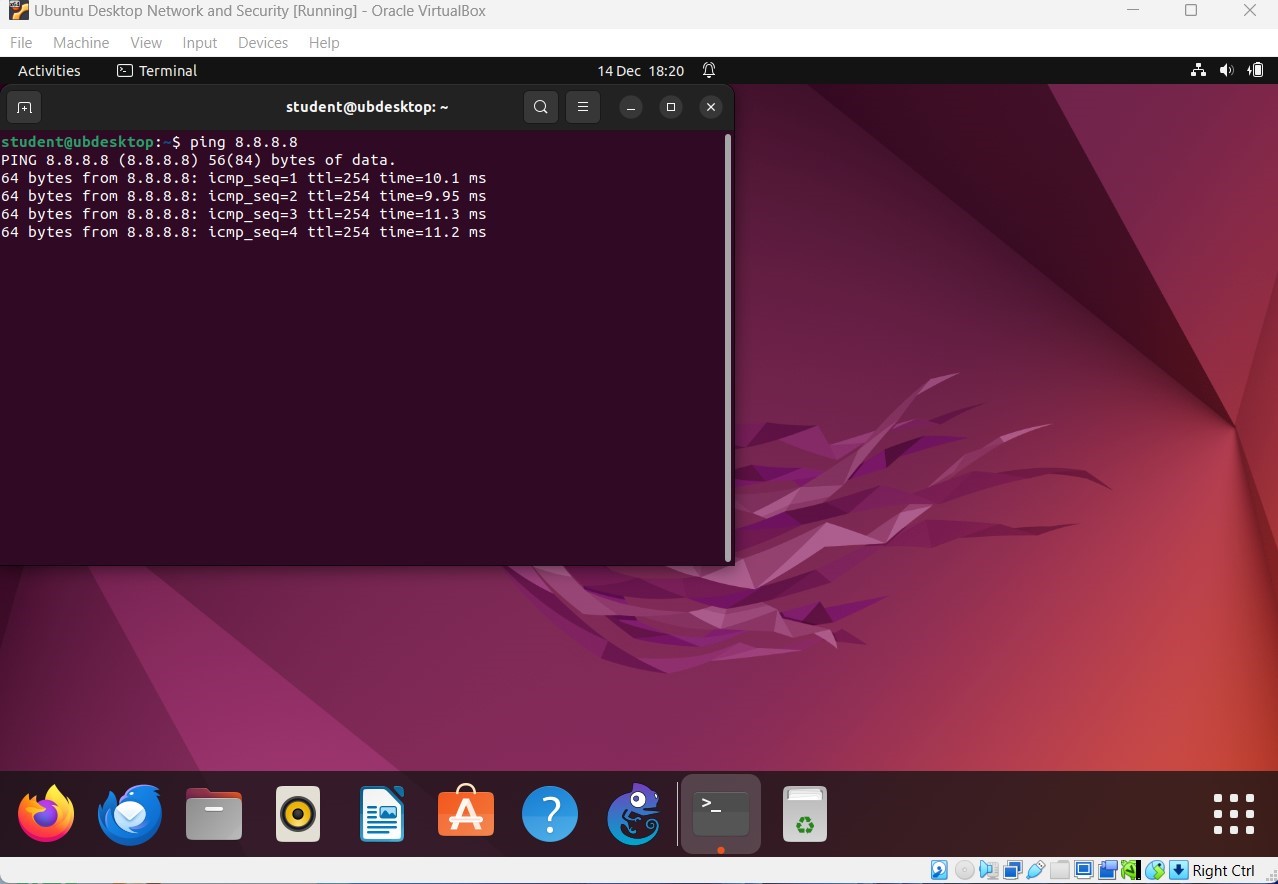 Ubuntu Desktop Network and Security [Running] - Oracle VirtualBox
File Machine View Input Devices Help
Activities Terminal 14 Dec 18:20
student@ubdesktop: ~
student@ubdesktop:~$ ping 8.8.8.8
PING 8.8.8.8 (8.8.8.8) 56(84) bytes of data.
64 bytes from 8.8.8.8: icmp_seq=1 ttl=254 time=10.1 ms
64 bytes from 8.8.8.8: icmp_seq=2 ttl=254 time=9.95 ms
64 bytes from 8.8.8.8: icmp_seq=3 ttl=254 time=11.3 ms
64 bytes from 8.8.8.8: icmp_seq=4 ttl=254 time=11.2 ms
Right Ctrl